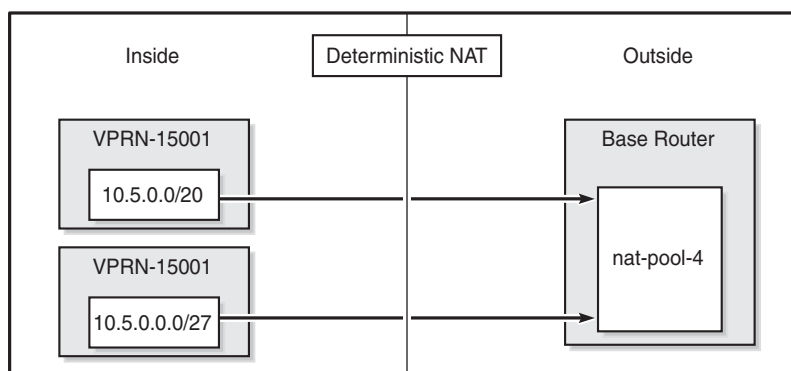 Inside
Deterministic NAT
Outside
VPRN-15001
10.5.0.0/20
VPRN-15001
10.5.0.0.0/27
Base Router
nat-pool-4